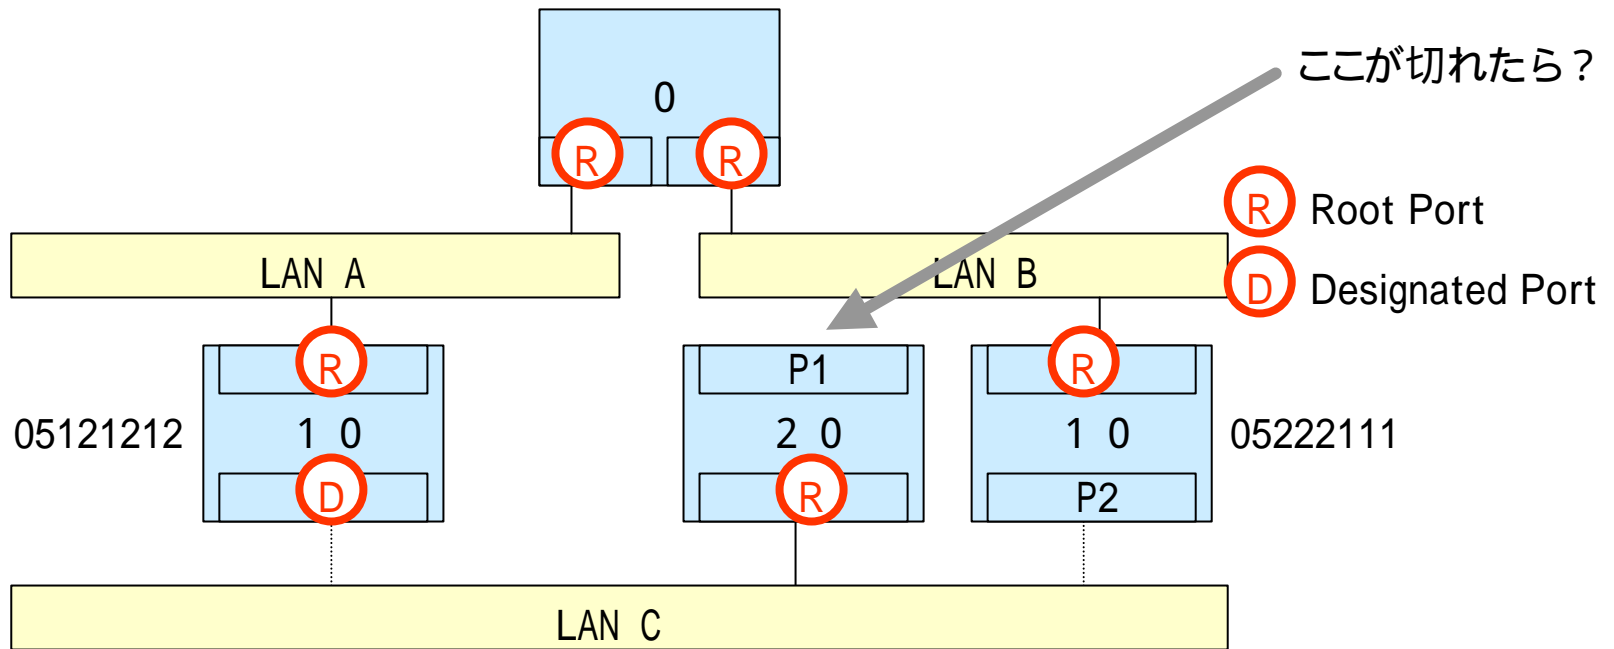 ここが切れたら？
0
R
R
R Root Port
LAN A
LAN B
D Designated Port
R
P1
R
05121212
1 0
2 0
1 0
05222111
D
R
P2
LAN C